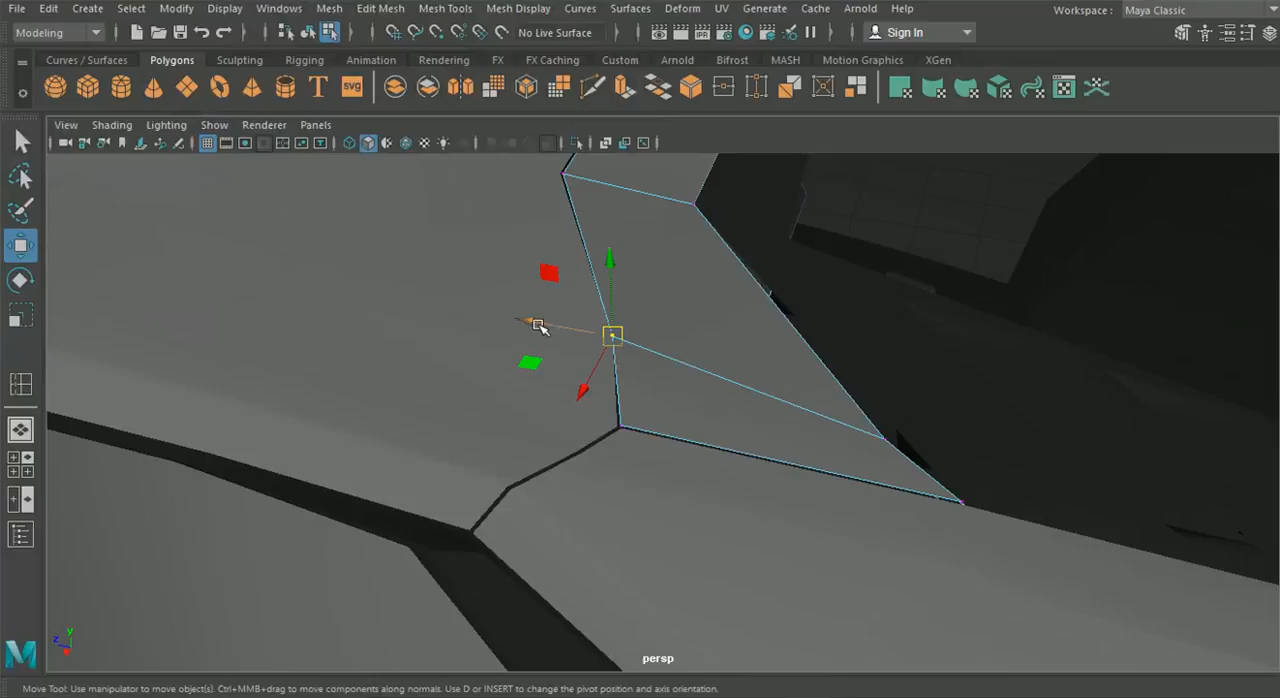 File Edit Create Select Modify Display Windows Mesh Edit Mesh Mesh Tools Mesh Display Curves Surfaces Deform UV Generate Cache Arnold Help Workspace : Maya Classic
Modeling No Live Surface IPR Sign In
Curves / Surfaces Polygons Sculpting Rigging Animation Rendering FX FX Caching Custom Arnold Bifrost MASH Motion Graphics XGen
T SVG
View Shading Lighting Show Renderer Panels
y
z
persp
M
Move Tool: Use manipulator to move object(s). Ctrl+MMB+drag to move components along normals. Use D or INSERT to change the pivot position and axis orientation.